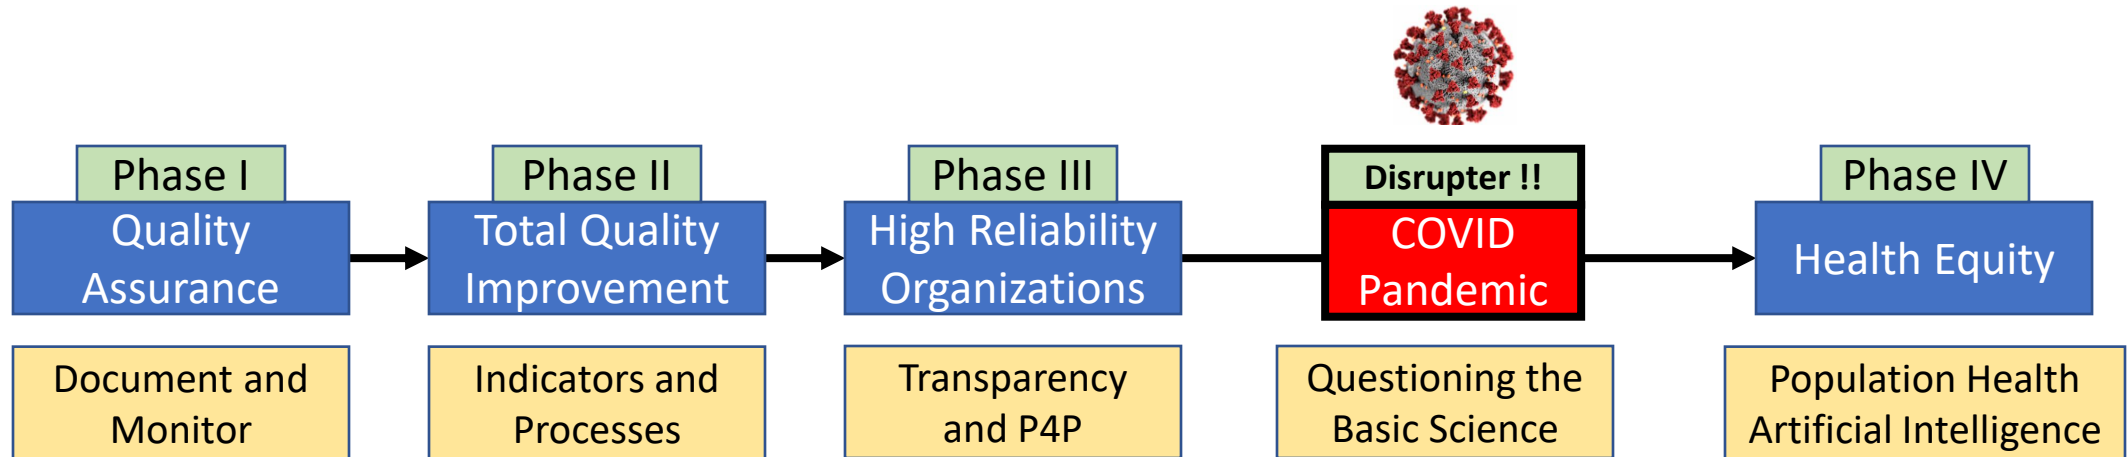 Phase I
Quality
Assurance
Document and
Monitor
Phase II
Total Quality
Improvement
Indicators and
Processes
Phase III
High Reliability
Organizations
Transparency
and P4P
Disrupter !!
COVID
Pandemic
Questioning the
Basic Science
Phase IV
Health Equity
Population Health
Artificial Intelligence